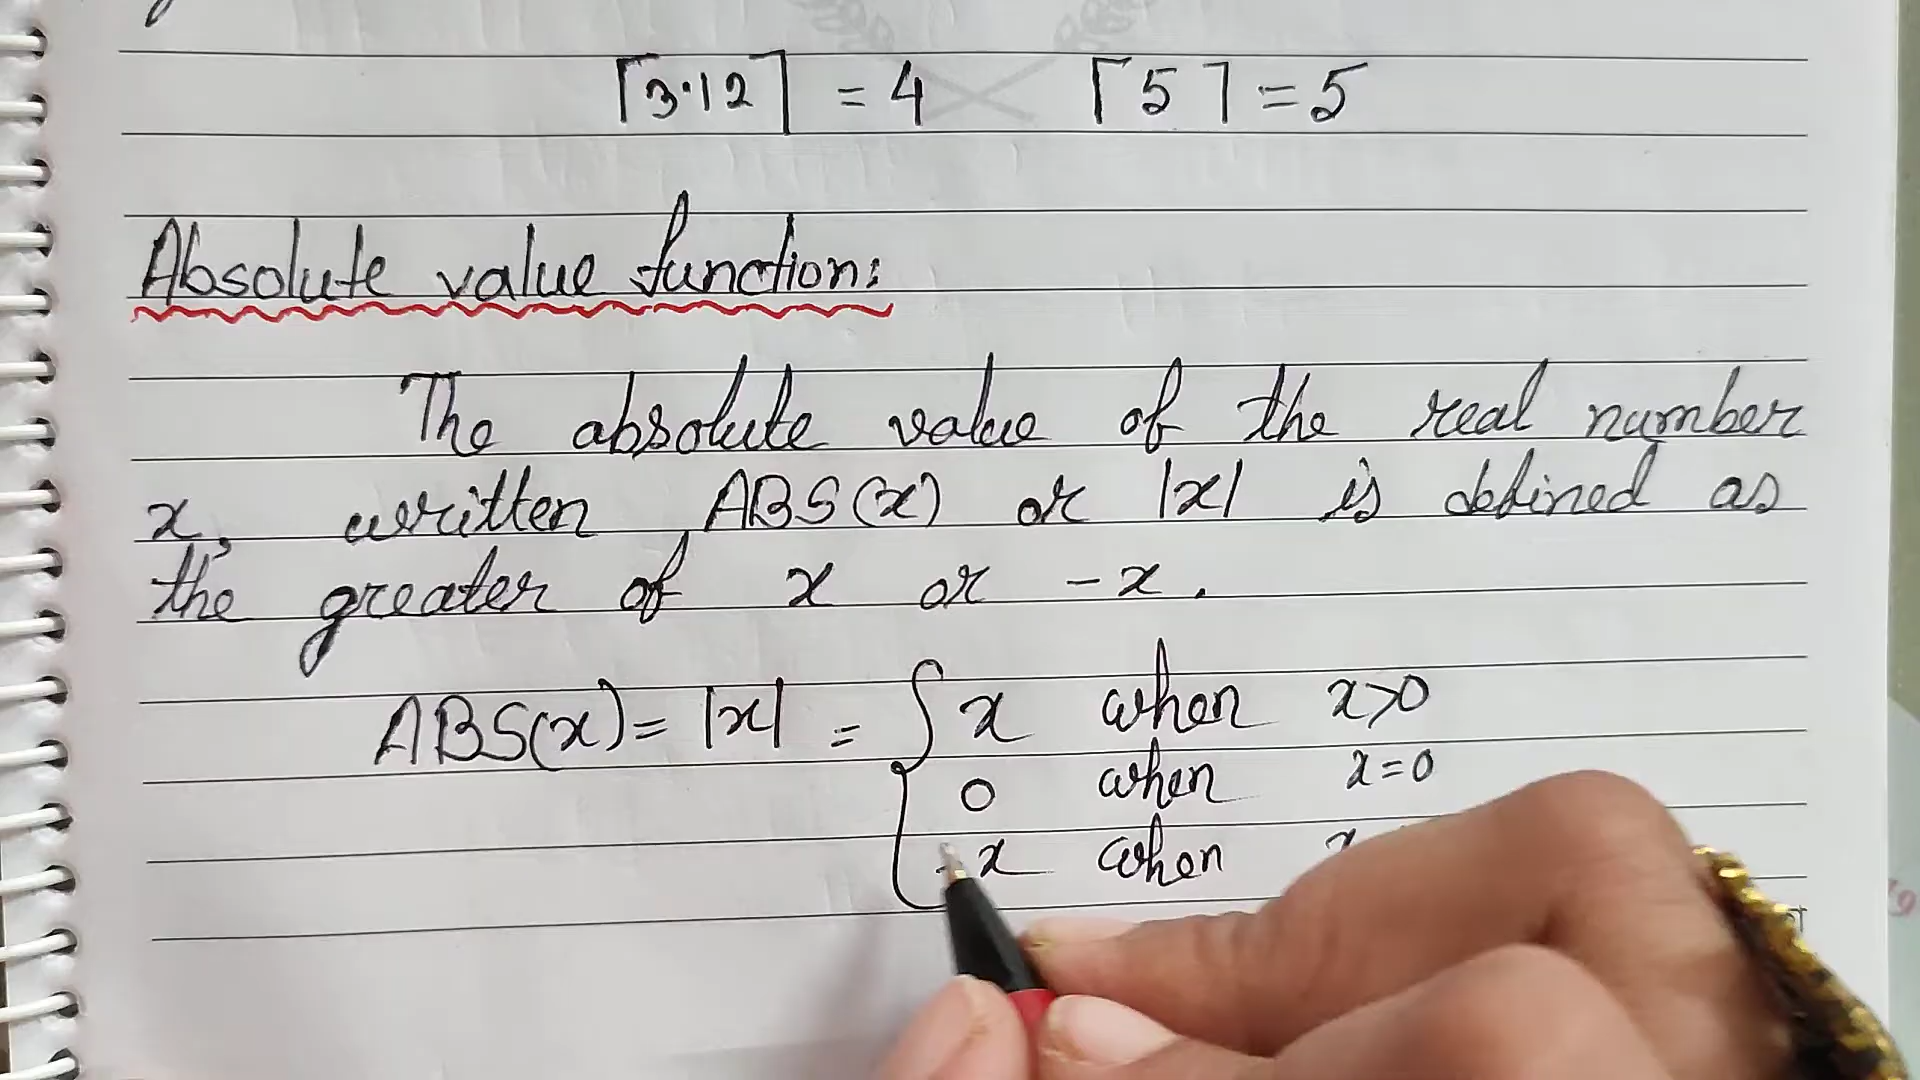 ⌈3·12⌉ = 4 ⌈5⌉ = 5
Absolute value function:
The absolute value of the real number
x, written ABS(x) or |x| is defined as
the greater of x or -x.
ABS(x) = |x| = { x when x>0
0 when x=0
-x when x